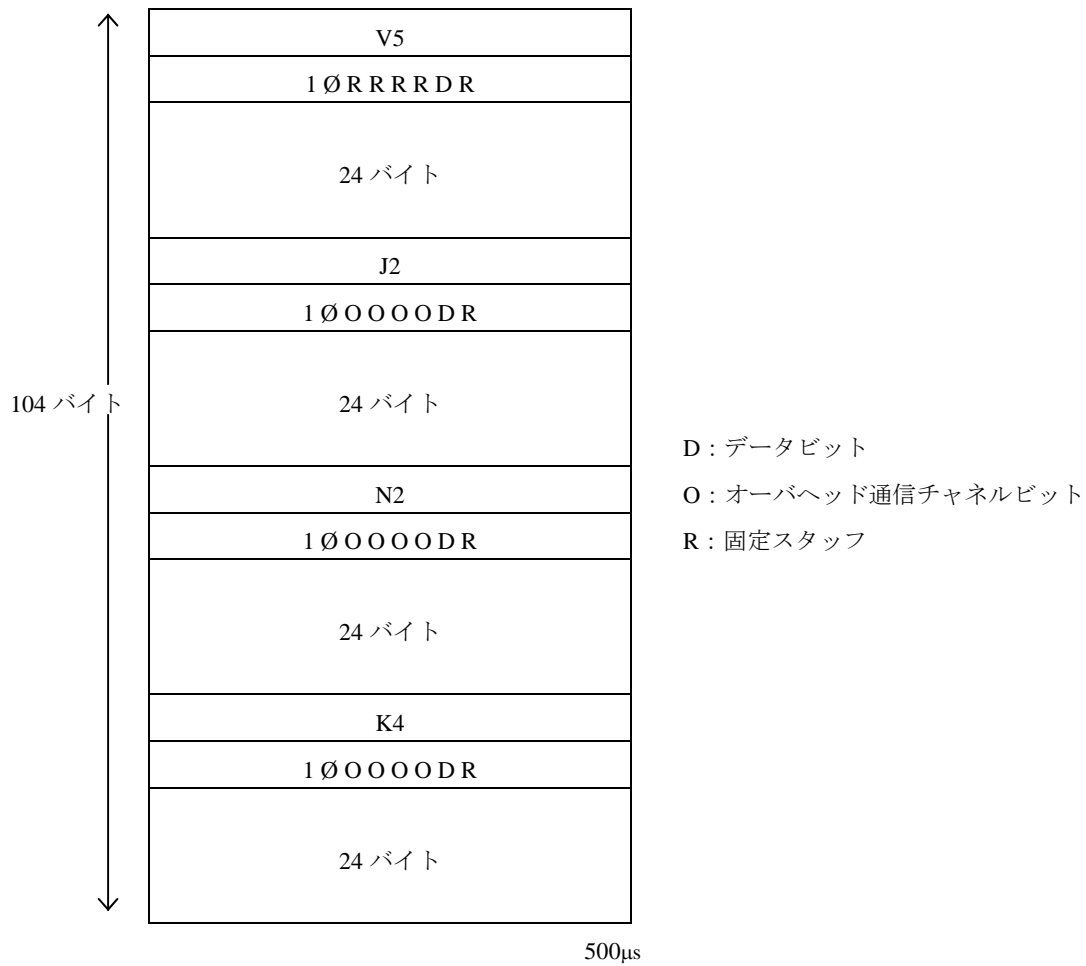 V5
1 Ø R R R R D R
24 バイト
J2
1 Ø O O O O D R
24 バイト
104 バイト
N2
1 Ø O O O O D R
24 バイト
K4
1 Ø O O O O D R
24 バイト
500μs
D：データビット
O：オーバヘッド通信チャネルビット
R：固定スタッフ